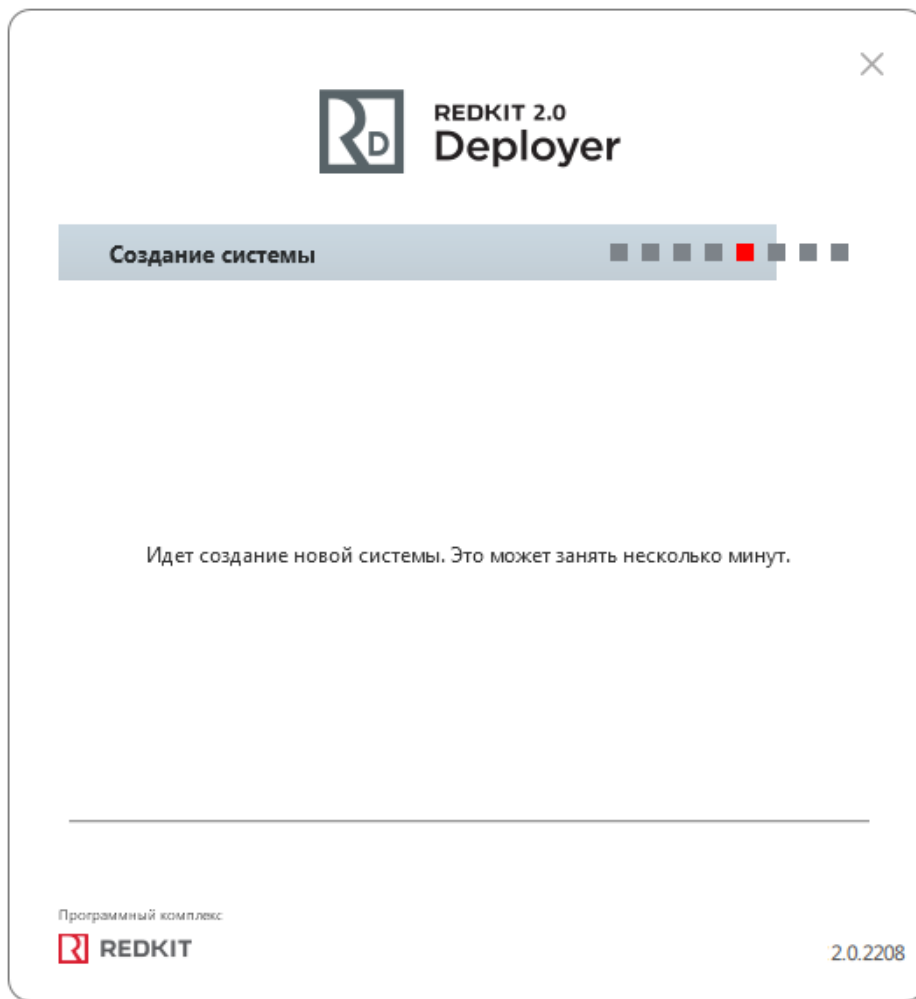 REDKIT 2.0
Deployer
Создание системы
Идет создание новой системы. Это может занять несколько минут.
Программный комплекс
REDKIT
2.0.2208